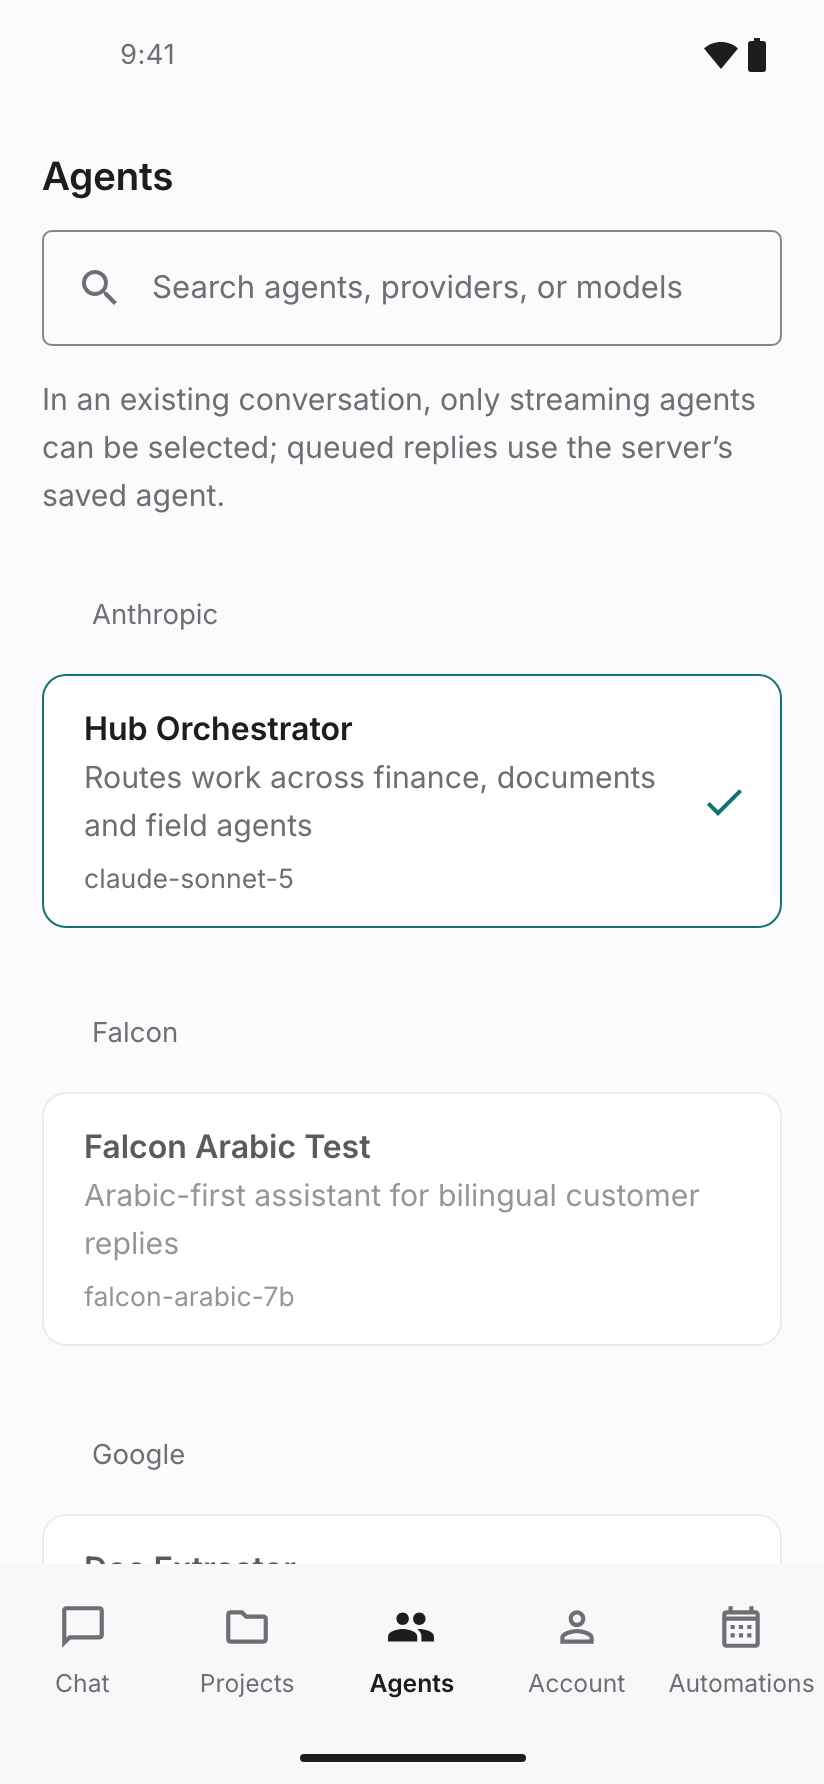 9:41
Agents
Search agents, providers, or models
In an existing conversation, only streaming agents
can be selected; queued replies use the server’s
saved agent.
Anthropic
Hub Orchestrator
Routes work across finance, documents
and field agents
claude-sonnet-5
Falcon
Falcon Arabic Test
Arabic-first assistant for bilingual customer
replies
falcon-arabic-7b
Google
Doc Extractor
Chat
Projects
Agents
Account
Automations